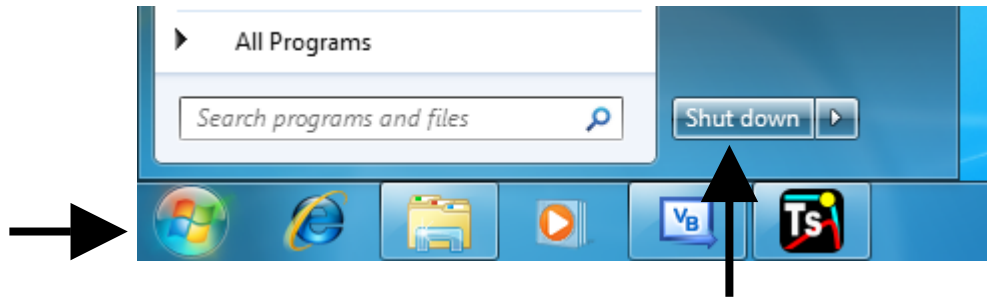 All Programs
Search programs and files
Shut down
VB
Ts